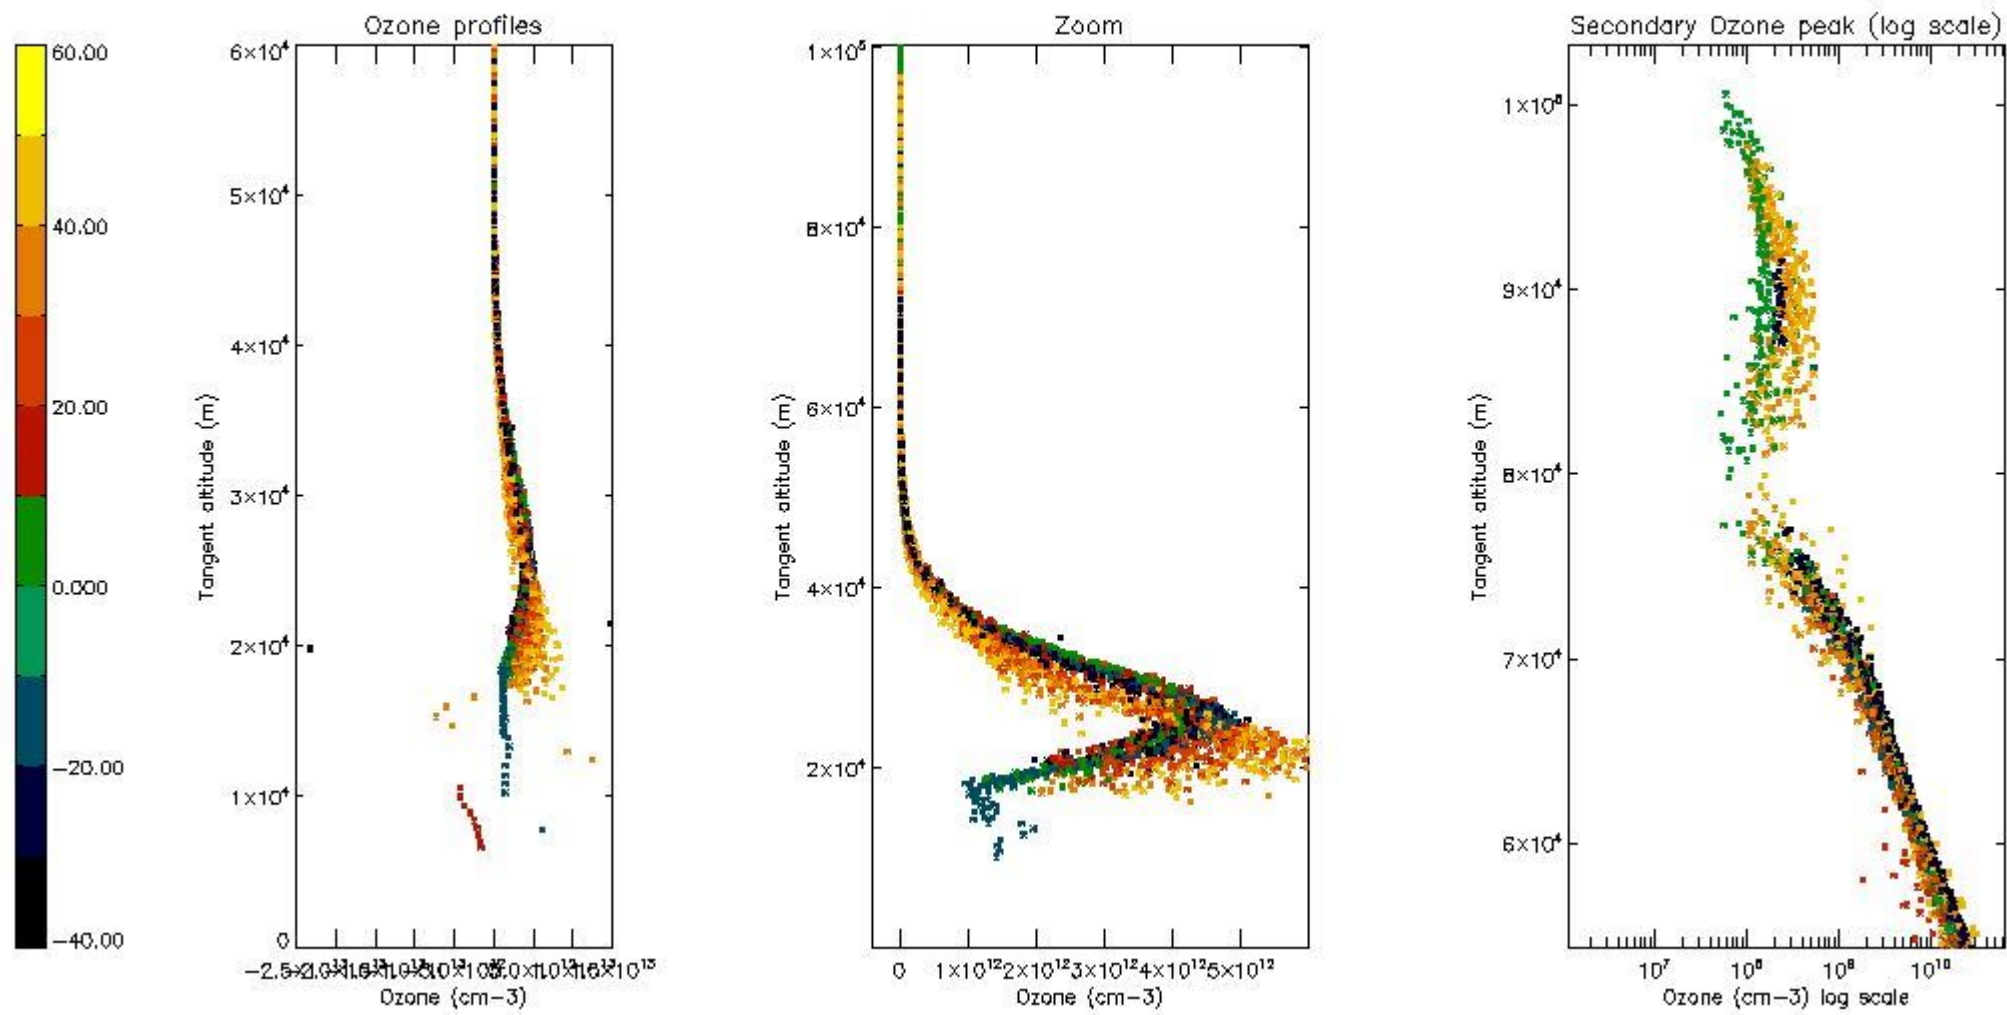 Ozone profiles
Zoom
Secondary Ozone peak (log scale)
60.00
40.00
20.00
0.000
−20.00
−40.00
6×10⁴
5×10⁴
4×10⁴
3×10⁴
2×10⁴
1×10⁴
0
Tangent altitude (m)
Ozone (cm−3)
1×10⁵
8×10⁴
6×10⁴
4×10⁴
2×10⁴
Tangent altitude (m)
0 1×10¹² 2×10¹² 3×10¹² 4×10¹² 5×10¹²
Ozone (cm−3)
9×10⁴
8×10⁴
7×10⁴
6×10⁴
Tangent altitude (m)
10⁷ 10⁸ 10⁹ 10¹⁰
Ozone (cm−3) log scale